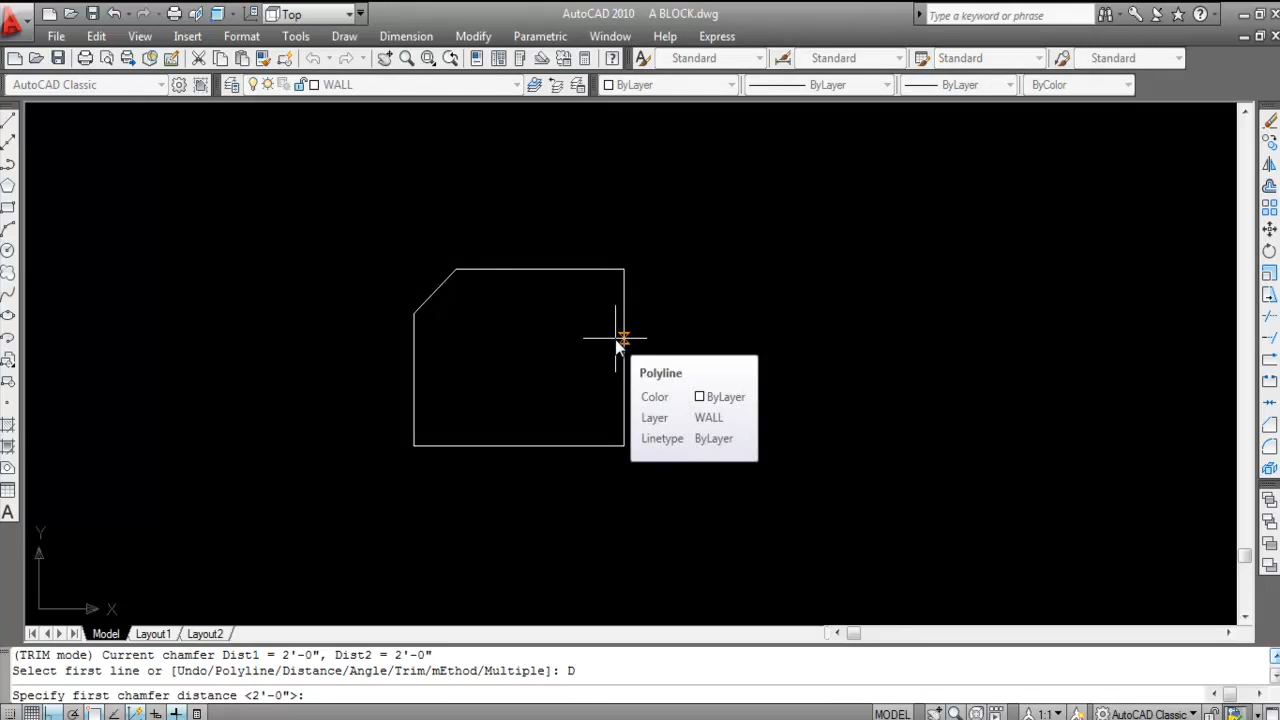 Top
AutoCAD 2010 A BLOCK.dwg
Type a keyword or phrase
File Edit View Insert Format Tools Draw Dimension Modify Parametric Window Help Express
Standard Standard Standard Standard
AutoCAD Classic WALL ByLayer ByLayer ByLayer ByColor
Polyline
Color ByLayer
Layer WALL
Linetype ByLayer
Y
X
A
Model Layout1 Layout2
(TRIM mode) Current chamfer Dist1 = 2'-0", Dist2 = 2'-0"
Select first line or [Undo/Polyline/Distance/Angle/Trim/mEthod/Multiple]: D
Specify first chamfer distance <2'-0">:
MODEL 1:1 AutoCAD Classic